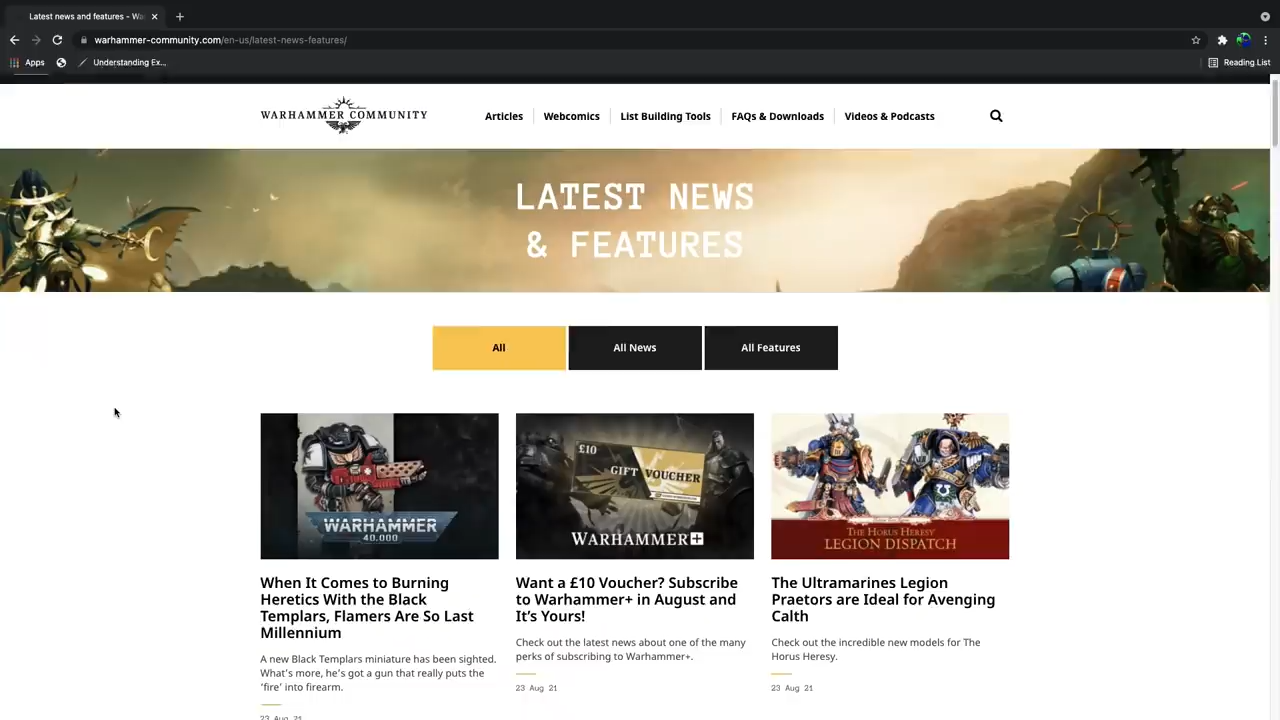 Latest news and features - Wa
warhammer-community.com/en-us/latest-news-features/
Apps
Understanding Ex...
Reading List
WARHAMMER COMMUNITY
Articles
Webcomics
List Building Tools
FAQs & Downloads
Videos & Podcasts
LATEST NEWS
& FEATURES
All
All News
All Features
WARHAMMER
40,000
£10
GIFT VOUCHER
WARHAMMER+
THE HORUS HERESY
LEGION DISPATCH
When It Comes to Burning
Heretics With the Black
Templars, Flamers Are So Last
Millennium
A new Black Templars miniature has been sighted.
What's more, he's got a gun that really puts the
'fire' into firearm.
23 Aug 21
Want a £10 Voucher? Subscribe
to Warhammer+ in August and
It's Yours!
Check out the latest news about one of the many
perks of subscribing to Warhammer+.
23 Aug 21
The Ultramarines Legion
Praetors are Ideal for Avenging
Calth
Check out the incredible new models for The
Horus Heresy.
23 Aug 21